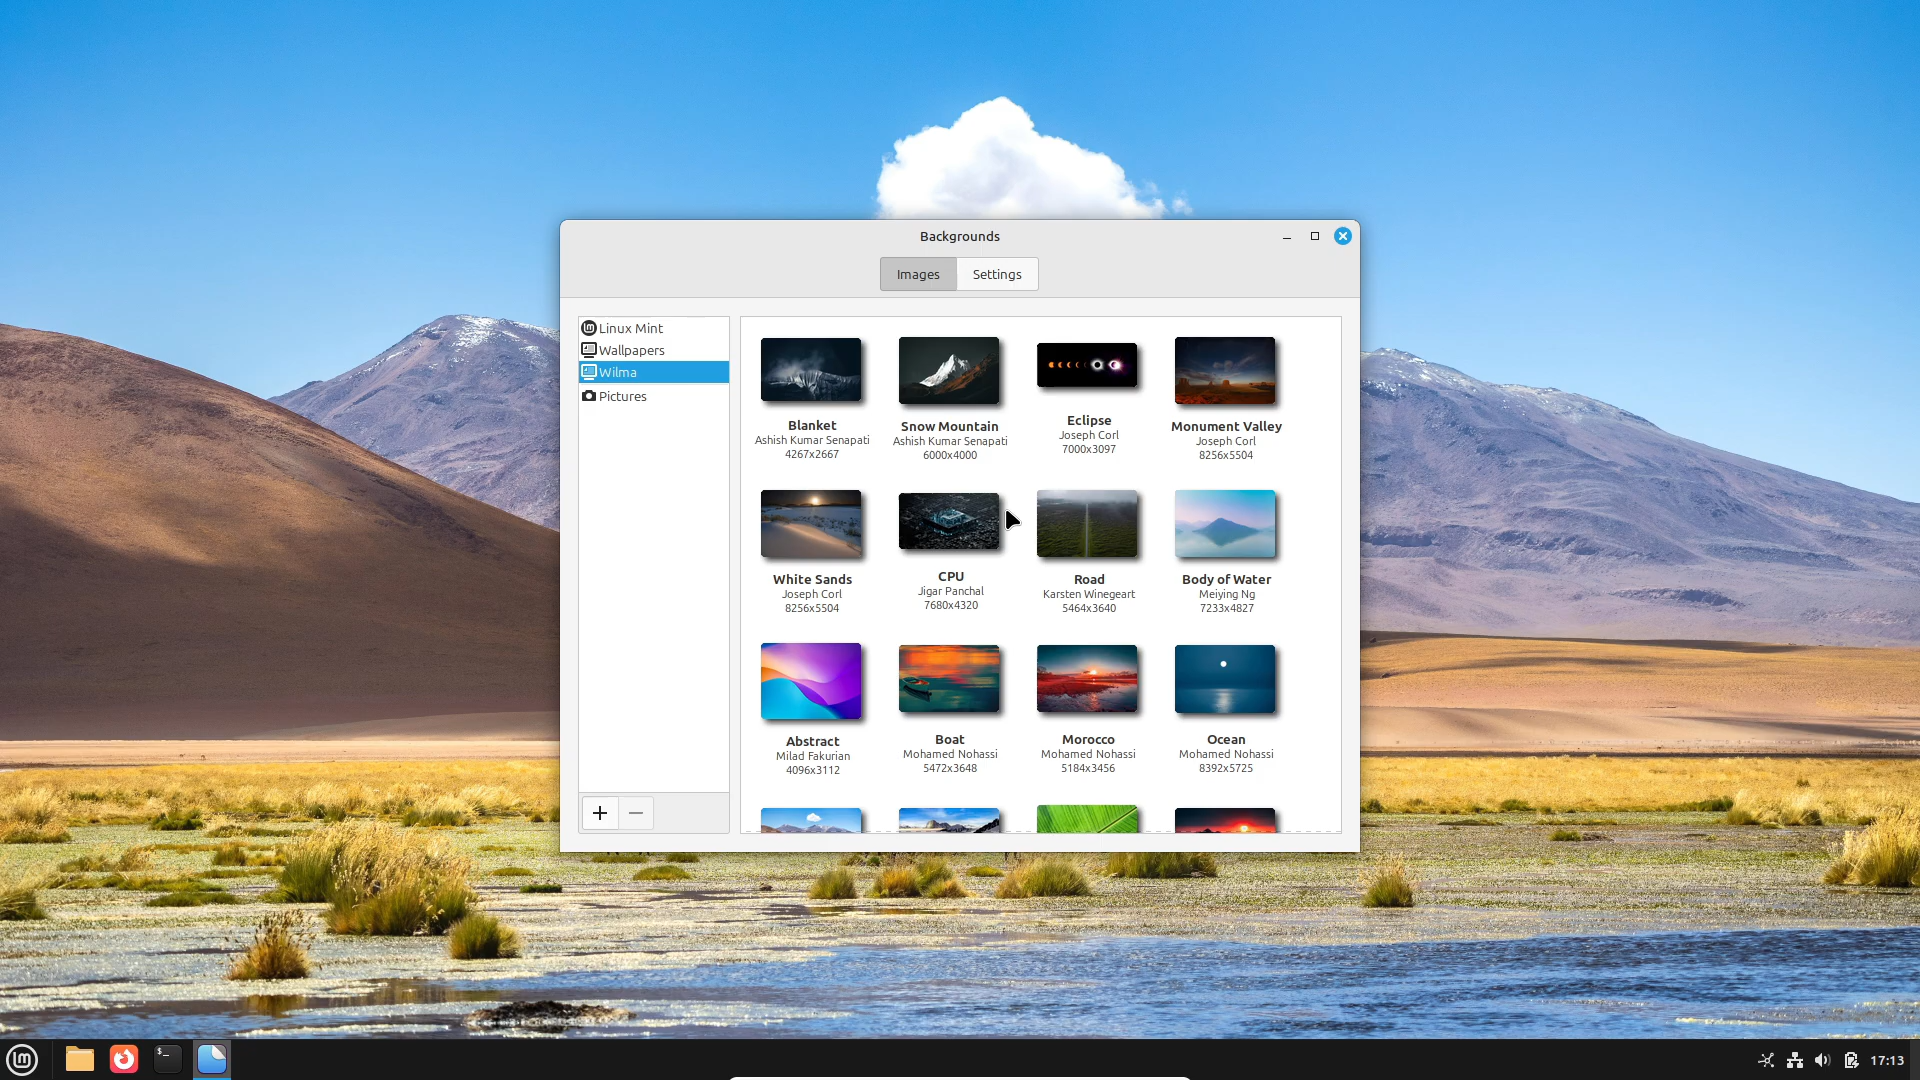 Backgrounds
Images
Settings
Linux Mint
Wallpapers
Wilma
Pictures
Blanket
Ashish Kumar Senapati
4267x2667
Snow Mountain
Ashish Kumar Senapati
6000x4000
Eclipse
Joseph Corl
7000x3097
Monument Valley
Joseph Corl
8256x5504
White Sands
Joseph Corl
8256x5504
CPU
Jigar Panchal
7680x4320
Road
Karsten Winegeart
5464x3640
Body of Water
Meiying Ng
7233x4827
Abstract
Milad Fakurian
4096x3112
Boat
Mohamed Nohassi
5472x3648
Morocco
Mohamed Nohassi
5184x3456
Ocean
Mohamed Nohassi
8392x5725
17:13